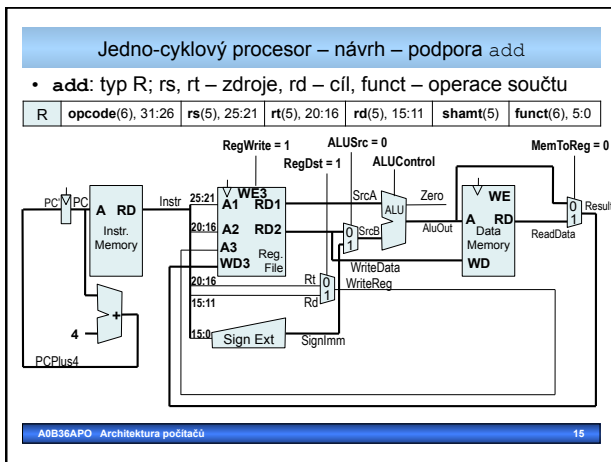 Jedno-cyklový procesor – návrh – podpora add
• add: typ R; rs, rt – zdroje, rd – cíl, funct – operace součtu
R opcode(6), 31:26 rs(5), 25:21 rt(5), 20:16 rd(5), 15:11 shamt(5) funct(6), 5:0
RegWrite = 1
ALUSrc = 0
MemToReg = 0
RegDst = 1
ALUControl
PC'
PC
A RD
Instr.
Memory
Instr
25:21
20:16
WE3
A1 RD1
A2 RD2
A3
WD3
Reg.
File
SrcA
SrcB
0
1
ALU
Zero
AluOut
WE
A RD
Data
Memory
WD
0
1
Result
ReadData
WriteData
WriteReg
20:16
Rt
0
1
15:11
Rd
15:0
Sign Ext
SignImm
4
+
PCPlus4
A0B36APO Architektura počítačů
15